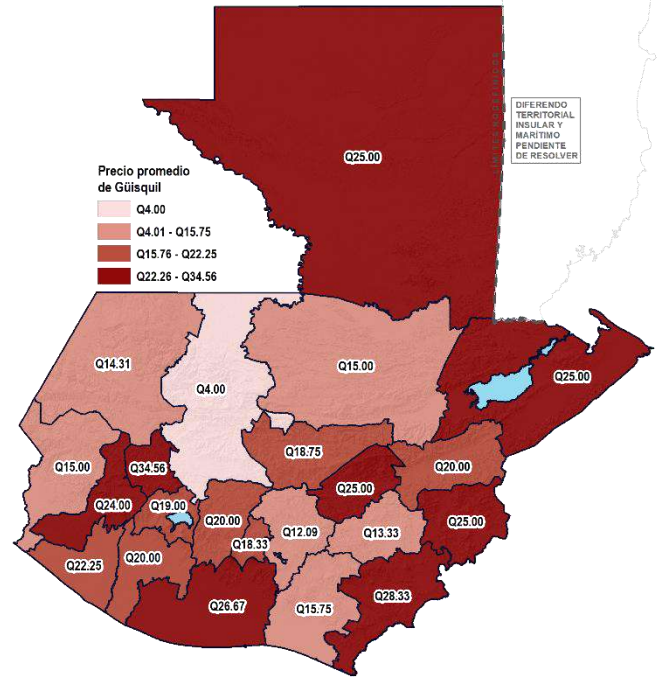 DIFERENDO
TERRITORIAL
INSULAR Y
MARÍTIMO
PENDIENTE
DE RESOLVER
Q25.00
Precio promedio
de Güisquil
Q4.00
Q4.01 - Q15.75
Q15.76 - Q22.25
Q22.26 - Q34.56
Q14.31
Q4.00
Q15.00
Q25.00
Q15.00
Q34.56
Q18.75
Q20.00
Q24.00
Q19.00
Q25.00
Q20.00
Q12.09
Q13.33
Q25.00
Q18.33
Q22.25
Q20.00
Q26.67
Q15.75
Q28.33